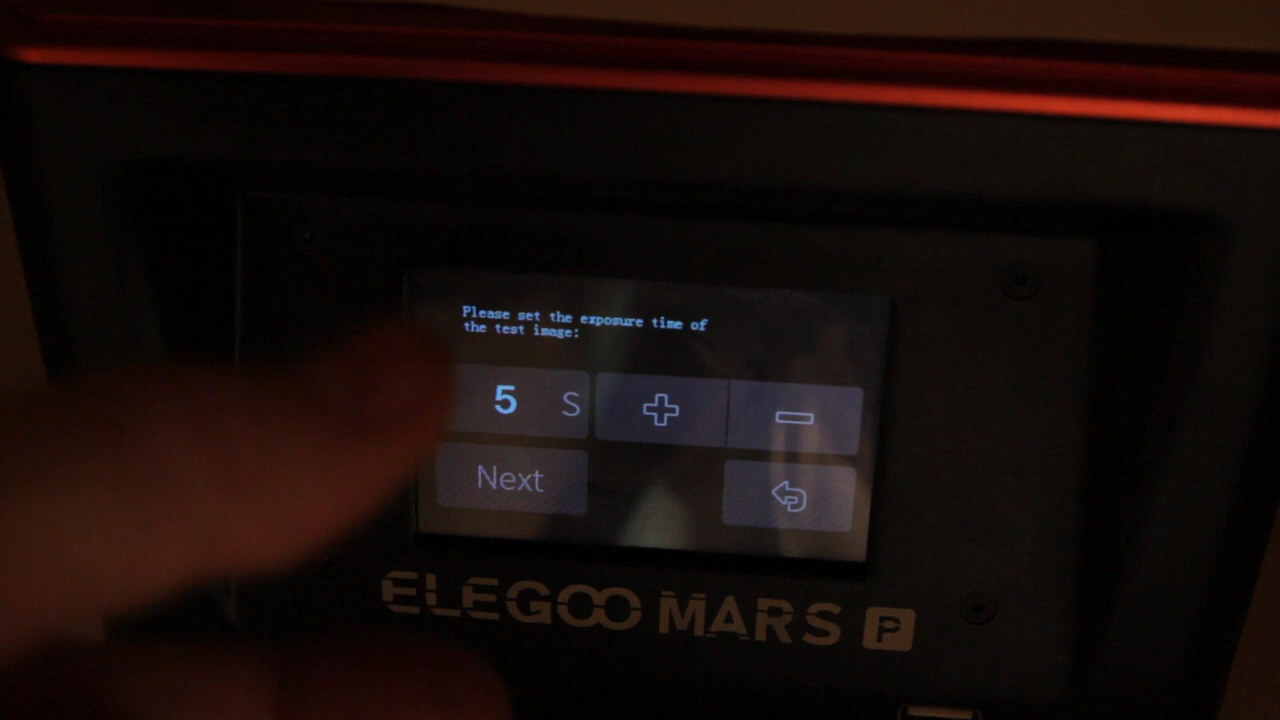 Please set the exposure time of
the test image:
5 S
Next
ELEGOO MARS P